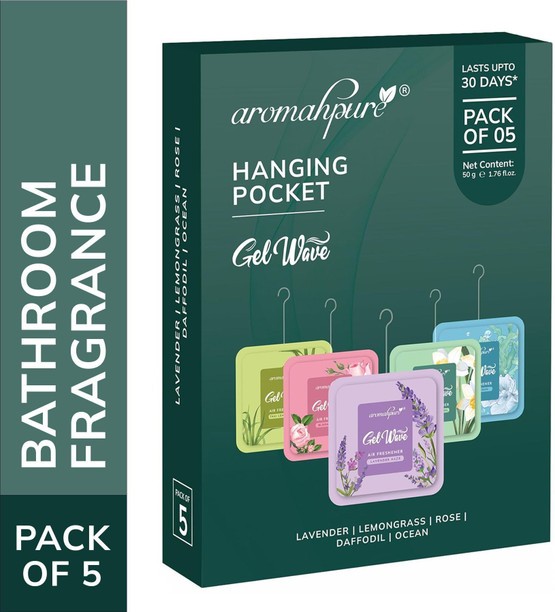 BATHROOM
FRAGRANCE
PACK
OF 5
LAVENDER | LEMONGRASS | ROSE |
DAFFODIL | OCEAN
PACK OF
5
aromahpure®
LASTS UPTO
30 DAYS*
PACK
OF 05
Net Content:
50 g ℮ 1.76 fl.oz.
HANGING
POCKET
Gel Wave
aromahpure
Gel Wave
AIR FRESHENER
LAVENDER | LEMONGRASS | ROSE |
DAFFODIL | OCEAN